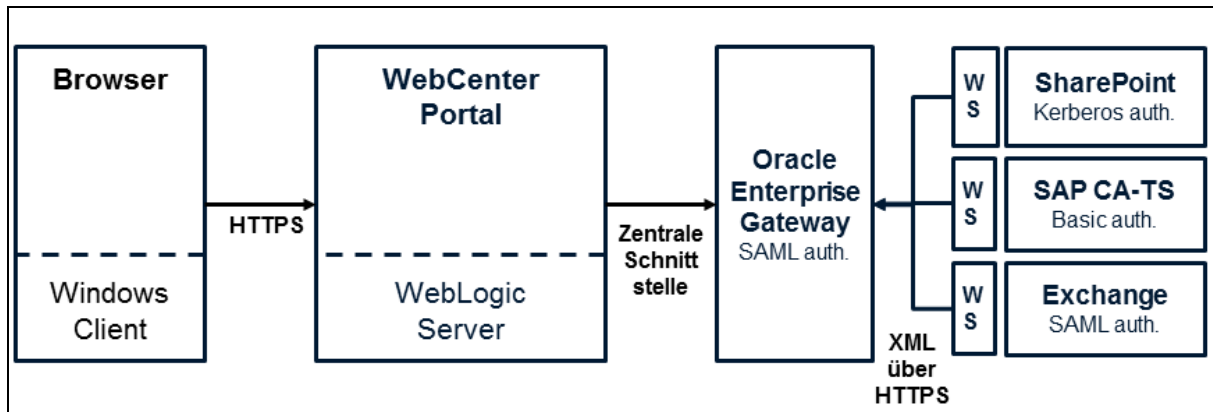 Browser
Windows
Client
HTTPS
WebCenter
Portal
WebLogic
Server
Zentrale
Schnitt
stelle
Oracle
Enterprise
Gateway
SAML auth.
XML
über
HTTPS
W
S
SharePoint
Kerberos auth.
W
S
SAP CA-TS
Basic auth.
W
S
Exchange
SAML auth.